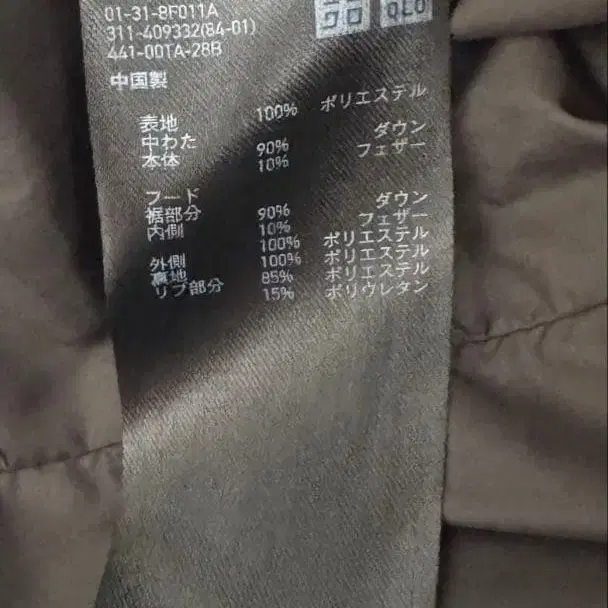 01-31-8F011A
311-409332(84-01)
441-001A-28B
クロ
QLO
中国製
表地 100% ポリエステル
中わた
本体 90% ダウン
10% フェザー
フード
裾部分 90% ダウン
内側 10% フェザー
100% ポリエステル
外側 100% ポリエステル
裏地 85% ポリエステル
リブ部分 15% ポリウレタン